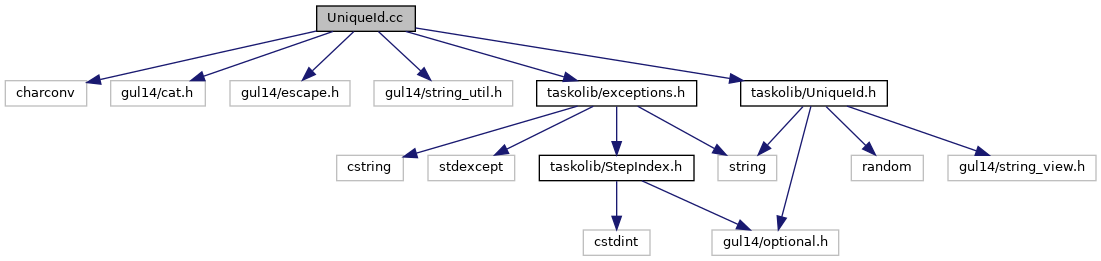 UniqueId.cc
charconv
gul14/cat.h
gul14/escape.h
gul14/string_util.h
taskolib/exceptions.h
taskolib/UniqueId.h
cstring
stdexcept
taskolib/StepIndex.h
string
random
gul14/string_view.h
cstdint
gul14/optional.h